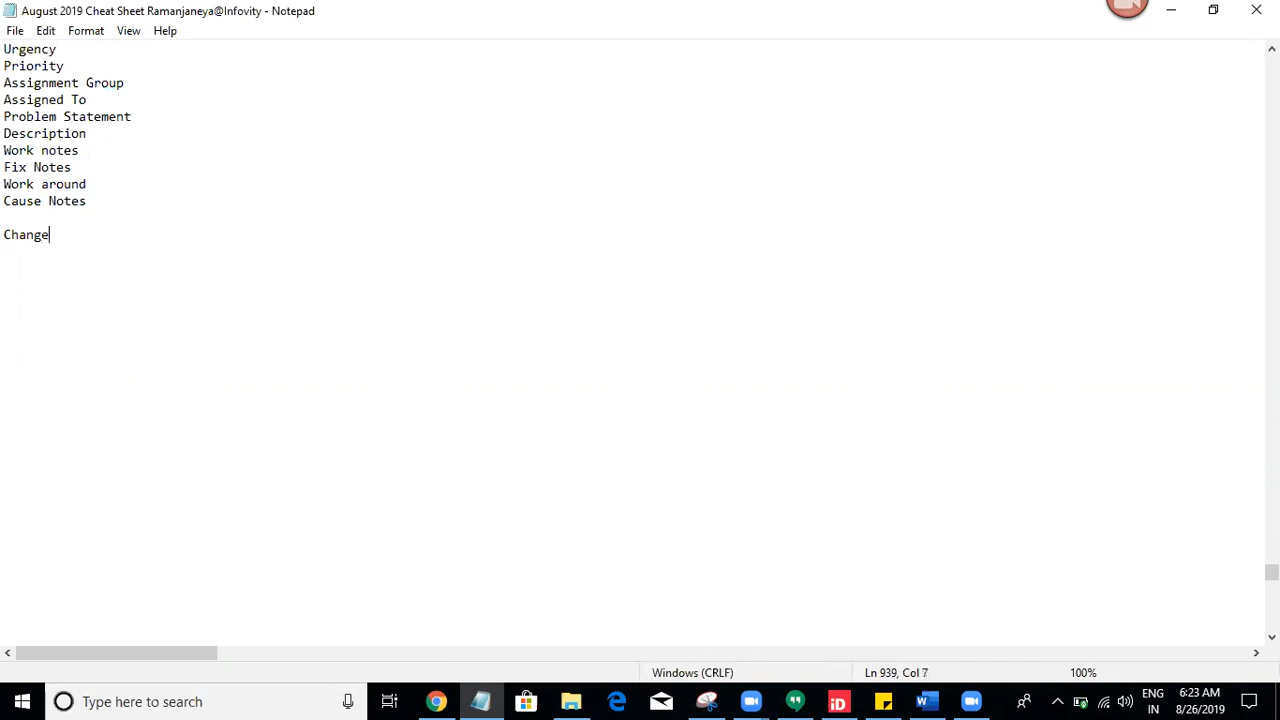 August 2019 Cheat Sheet Ramanjaneya@Infovity - Notepad
File Edit Format View Help
Urgency
Priority
Assignment Group
Assigned To
Problem Statement
Description
Work notes
Fix Notes
Work around
Cause Notes
Change
Windows (CRLF) Ln 939, Col 7 100%
Type here to search
iD
ENG
IN
6:23 AM
8/26/2019